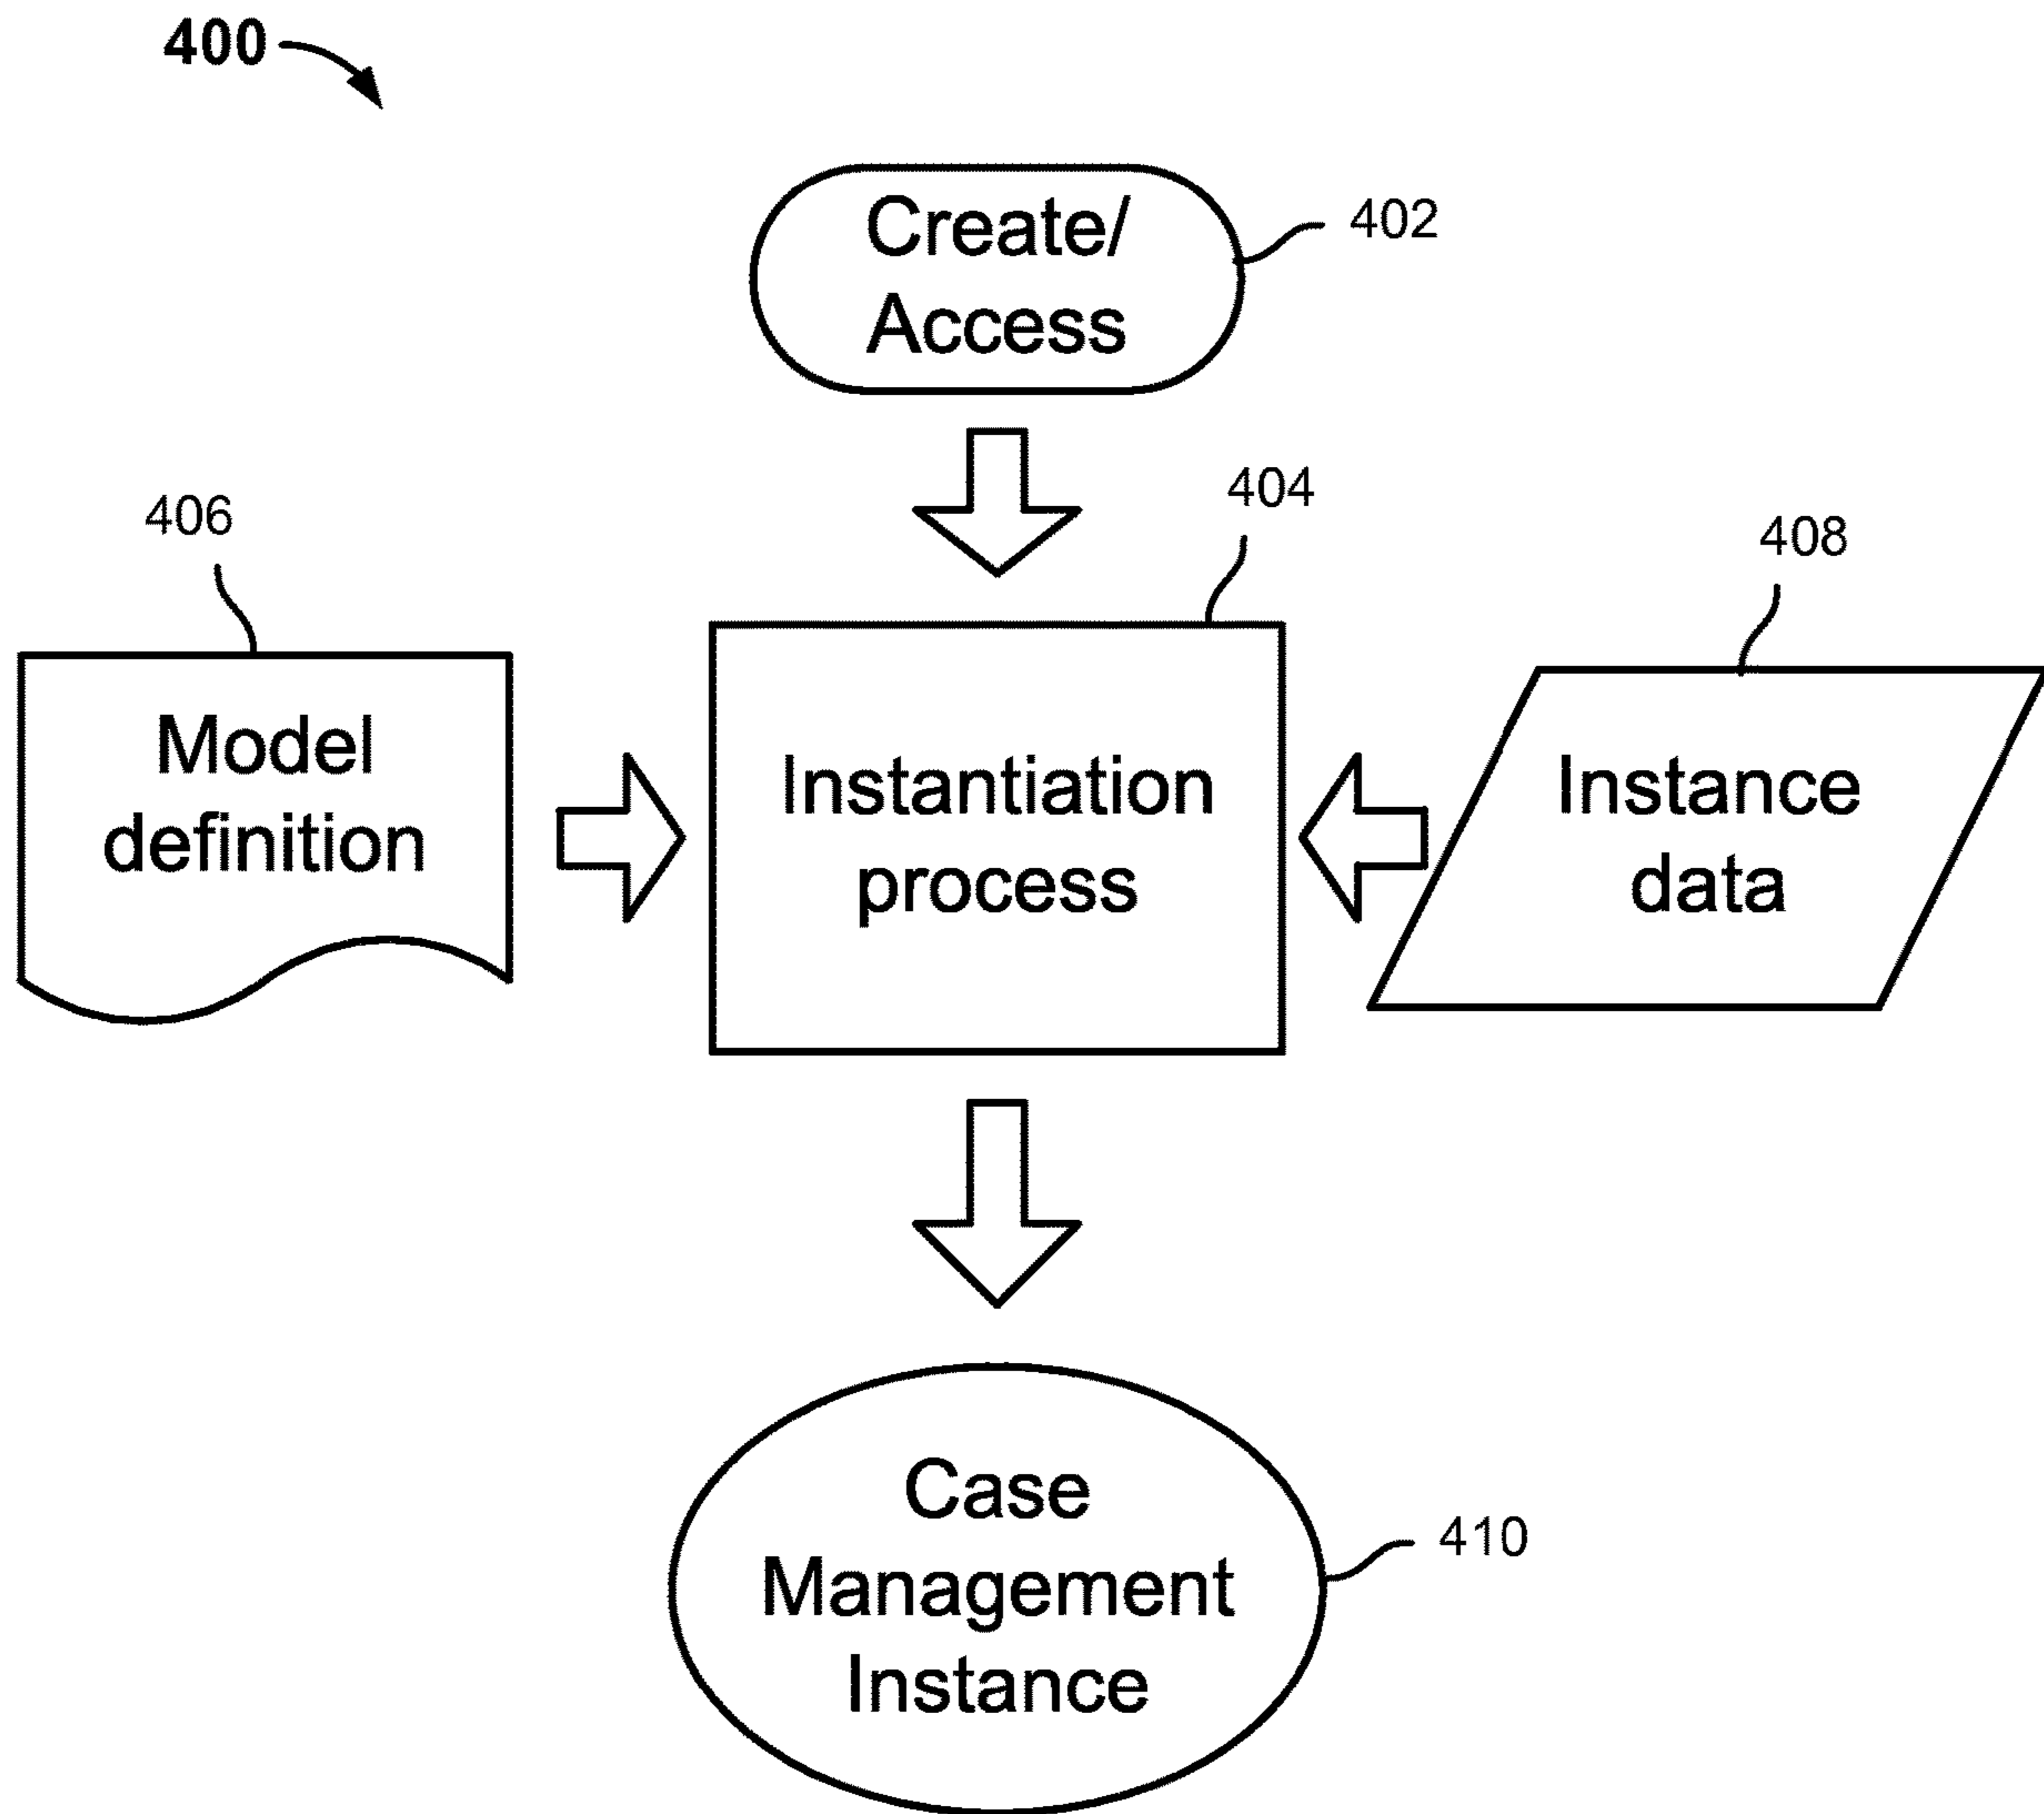 400
Create/
Access
402
404
406
408
Model
definition
Instantiation
process
Instance
data
Case
Management
Instance
410